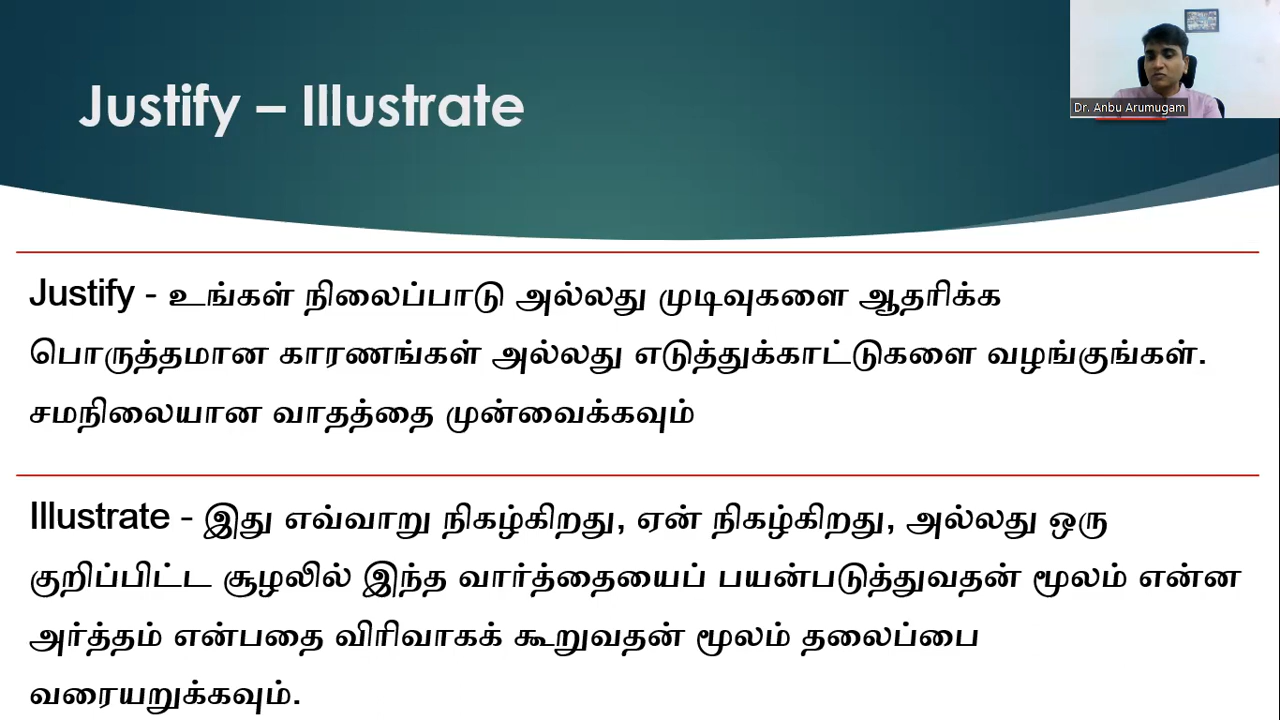 Justify – Illustrate
Dr. Anbu Arumugam
Justify - உங்கள் நிலைப்பாடு அல்லது முடிவுகளை ஆதரிக்க
பொருத்தமான காரணங்கள் அல்லது எடுத்துக்காட்டுகளை வழங்குங்கள்.
சமநிலையான வாதத்தை முன்வைக்கவும்
Illustrate - இது எவ்வாறு நிகழ்கிறது, ஏன் நிகழ்கிறது, அல்லது ஒரு
குறிப்பிட்ட சூழலில் இந்த வார்த்தையைப் பயன்படுத்துவதன் மூலம் என்ன
அர்த்தம் என்பதை விரிவாகக் கூறுவதன் மூலம் தலைப்பை
வரையறுக்கவும்.